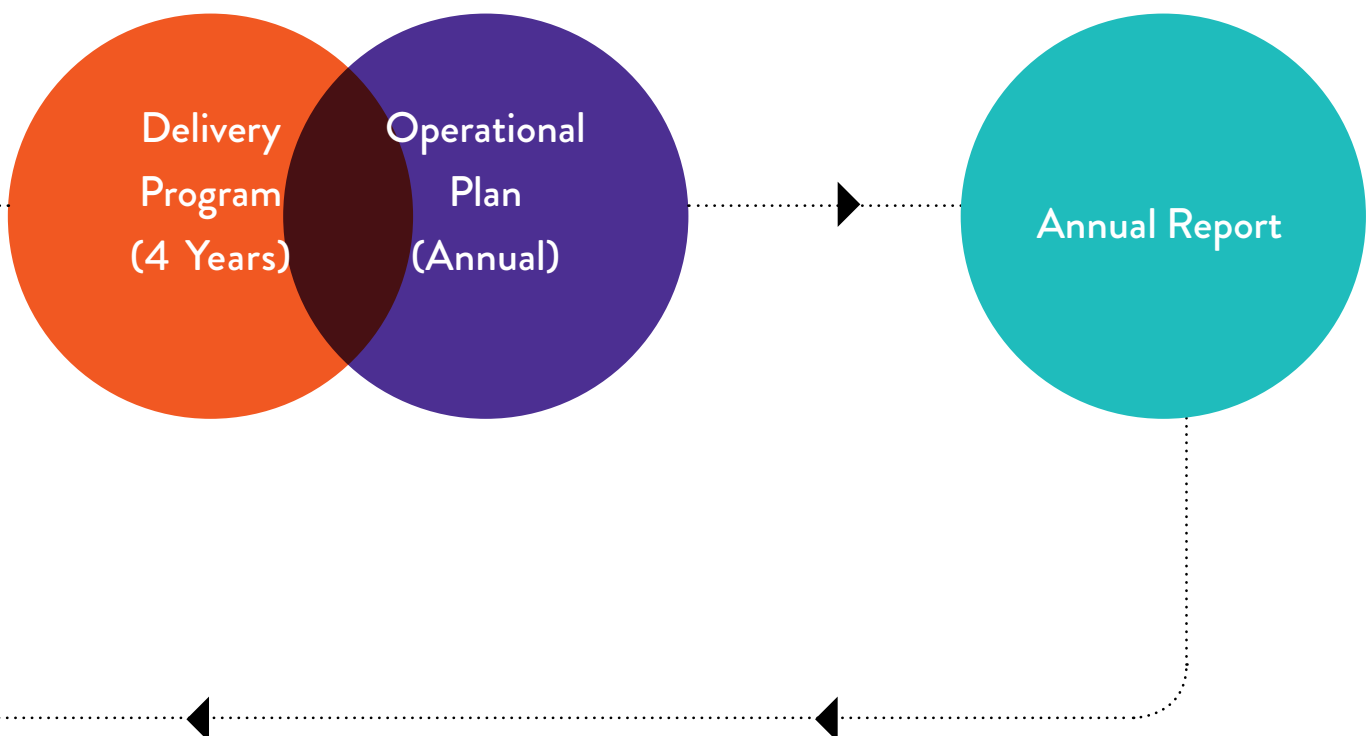 Delivery
Program
(4 Years)
Operational
Plan
(Annual)
Annual Report